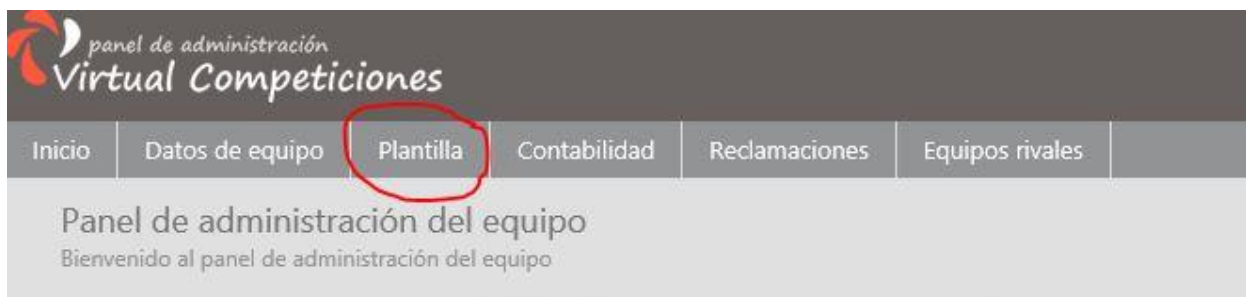 panel de administración
Virtual Competiciones
Inicio Datos de equipo Plantilla Contabilidad Reclamaciones Equipos rivales
Panel de administración del equipo
Bienvenido al panel de administración del equipo